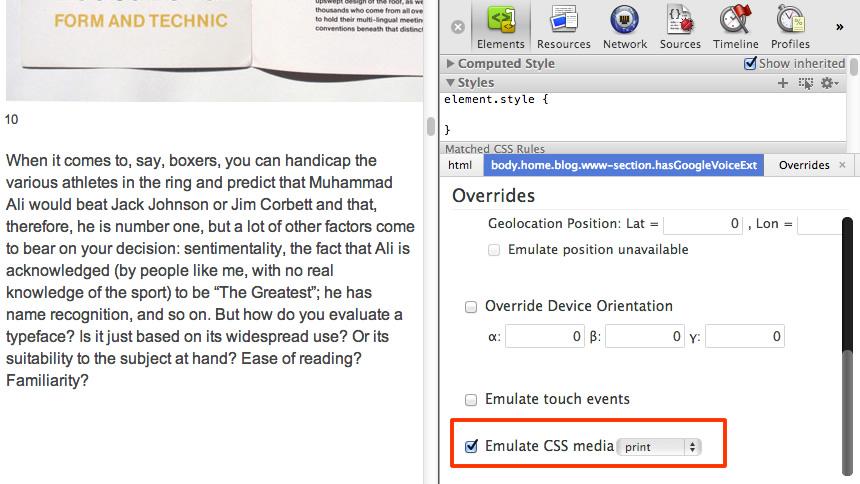 upswept design of the roof, as we
thousands who come from all over
to hold their multi-lingual meetin
conventions beneath that distinct
FORM AND TECHNIC
10
When it comes to, say, boxers, you can handicap the
various athletes in the ring and predict that Muhammad
Ali would beat Jack Johnson or Jim Corbett and that,
therefore, he is number one, but a lot of other factors come
to bear on your decision: sentimentality, the fact that Ali is
acknowledged (by people like me, with no real
knowledge of the sport) to be “The Greatest”; he has
name recognition, and so on. But how do you evaluate a
typeface? Is it just based on its widespread use? Or its
suitability to the subject at hand? Ease of reading?
Familiarity?
Elements Resources Network Sources Timeline Profiles »
Computed Style Show inherited
Styles
element.style {
}
Matched CSS Rules
html body.home.blog.www-section.hasGoogleVoiceExt Overrides ×
Overrides
Geolocation Position: Lat = 0 , Lon =
Emulate position unavailable
Override Device Orientation
α: 0 β: 0 γ: 0
Emulate touch events
Emulate CSS media print